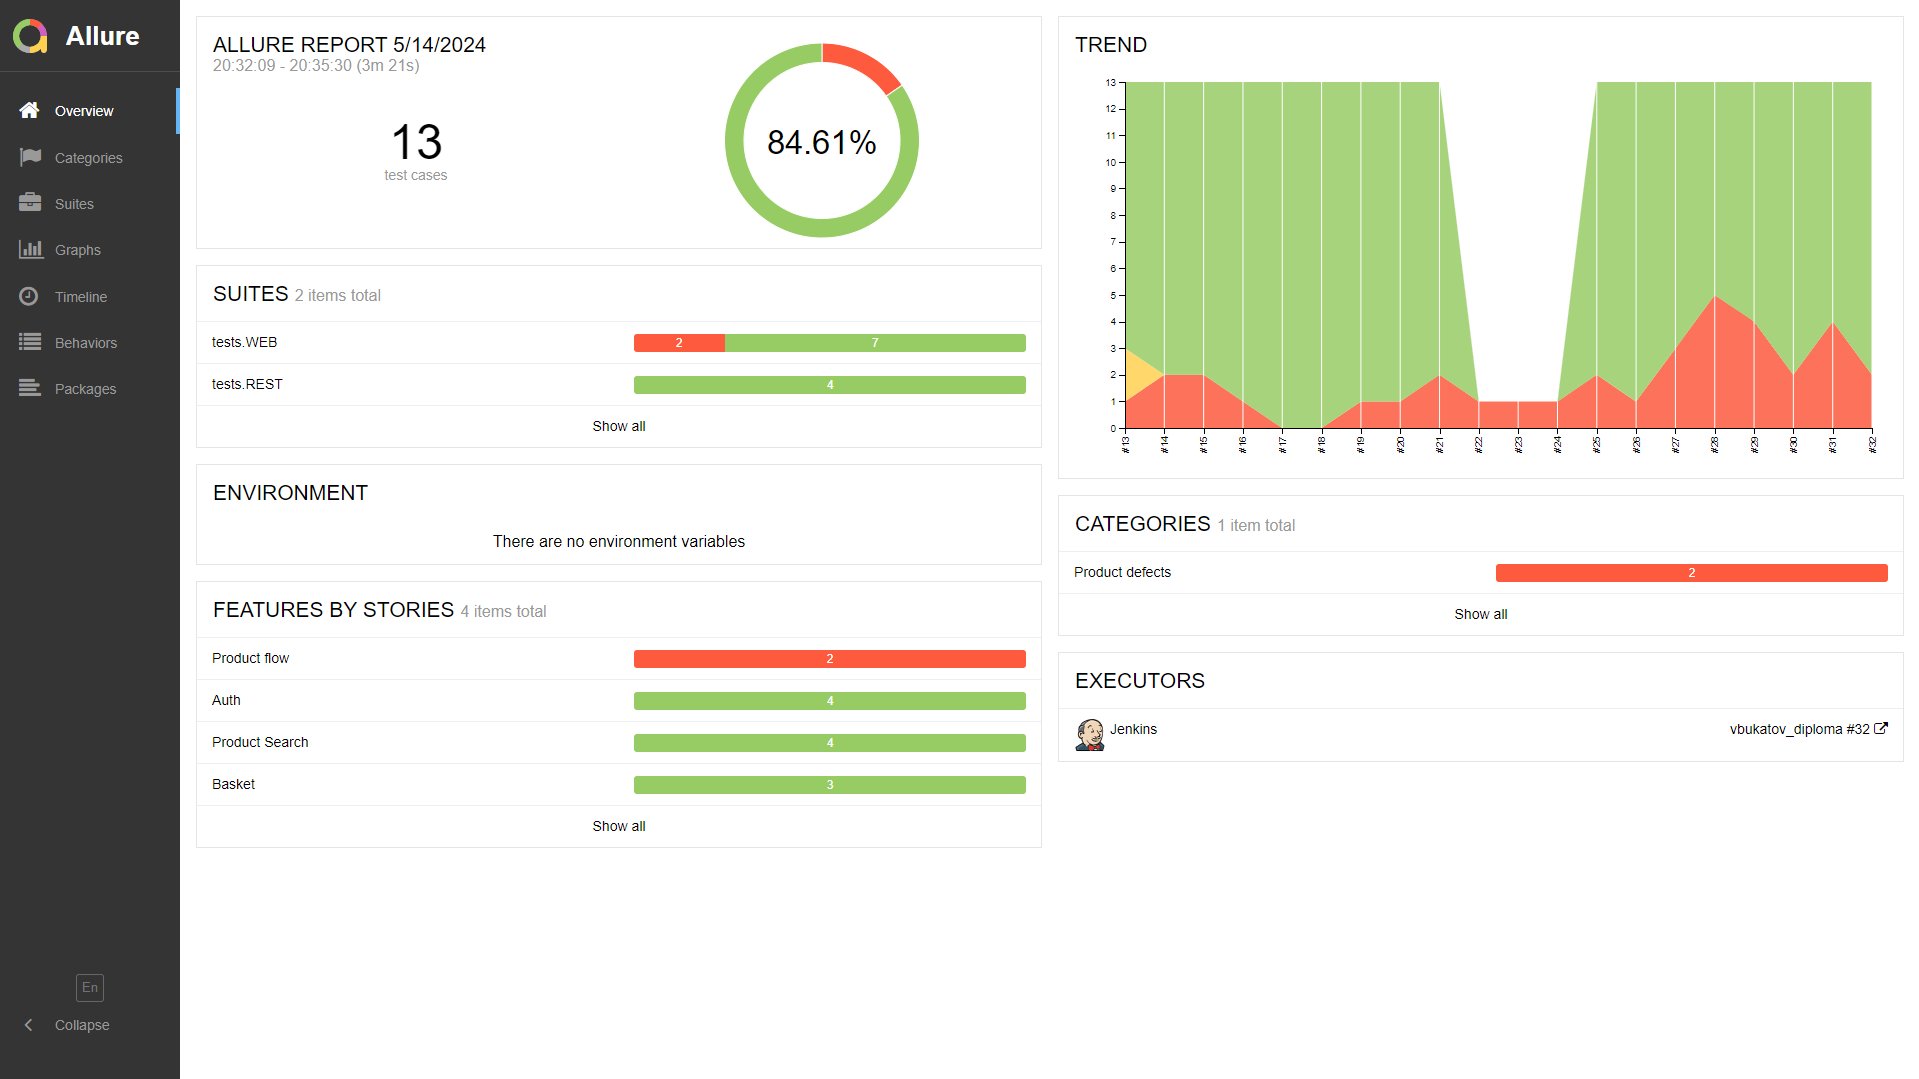 Allure
Overview
Categories
Suites
Graphs
Timeline
Behaviors
Packages
En
Collapse
ALLURE REPORT 5/14/2024
20:32:09 - 20:35:30 (3m 21s)
13
test cases
84.61%
SUITES 2 items total
tests.WEB 2 7
tests.REST 4
Show all
ENVIRONMENT
There are no environment variables
FEATURES BY STORIES 4 items total
Product flow 2
Auth 4
Product Search 4
Basket 3
Show all
TREND
13
12
11
10
9
8
7
6
5
4
3
2
1
0
#13 #14 #15 #16 #17 #18 #19 #20 #21 #22 #23 #24 #25 #26 #27 #28 #29 #30 #31 #32
CATEGORIES 1 item total
Product defects 2
Show all
EXECUTORS
Jenkins vbukatov_diploma #32